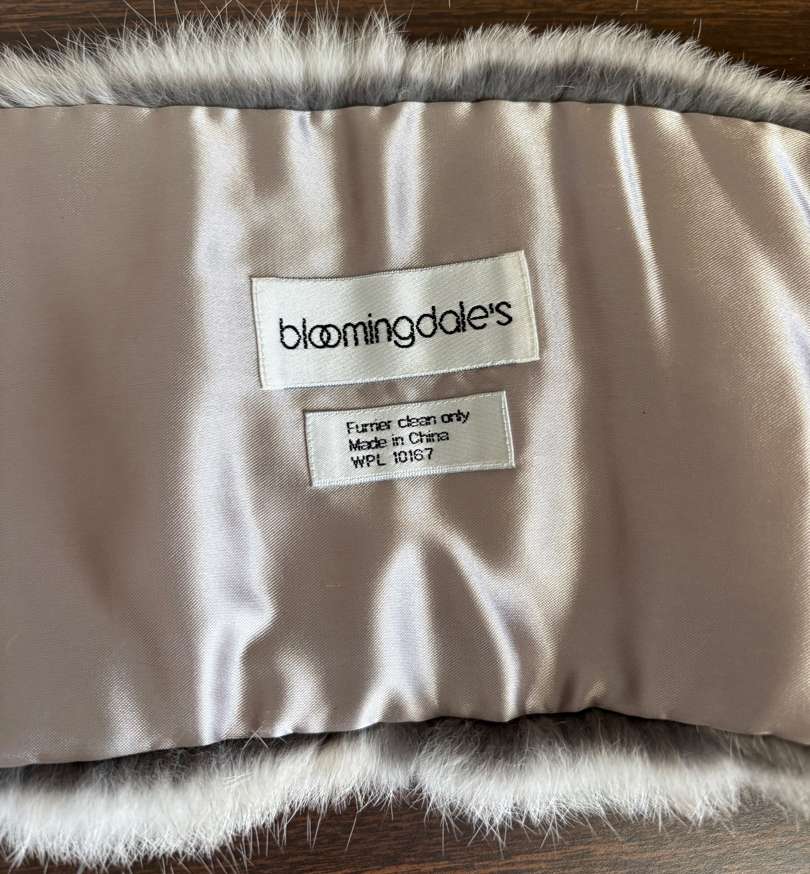 bloomingdale's
Furrier clean only
Made in China
WPL 10167